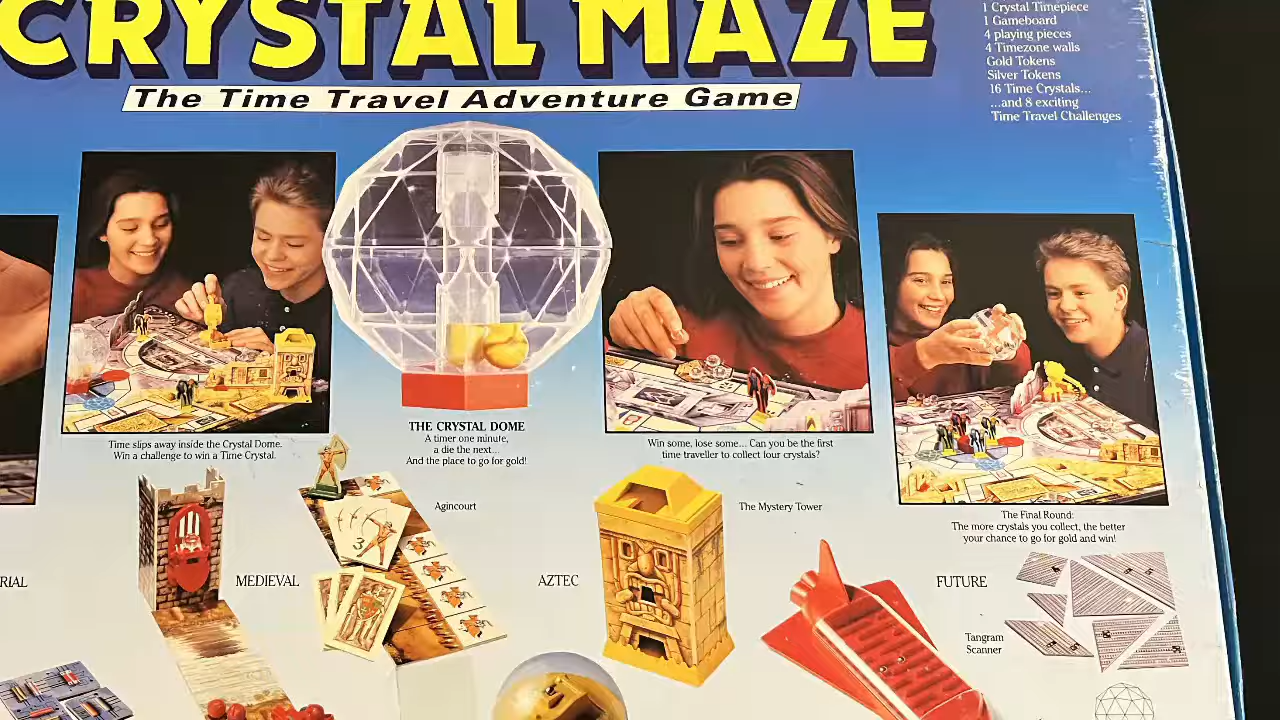 CRYSTAL MAZE
The Time Travel Adventure Game
1 Crystal Timepiece
1 Gameboard
4 playing pieces
4 Timezone walls
Gold Tokens
Silver Tokens
16 Time Crystals...
...and 8 exciting
Time Travel Challenges
Time slips away inside the Crystal Dome.
Win a challenge to win a Time Crystal.
THE CRYSTAL DOME
A timer one minute,
a die the next...
And the place to go for gold!
Win some, lose some... Can you be the first
time traveller to collect four crystals?
The Final Round:
The more crystals you collect, the better
your chance to go for gold and win!
Agincourt
The Mystery Tower
RIAL
MEDIEVAL
AZTEC
FUTURE
Tangram
Scanner
3